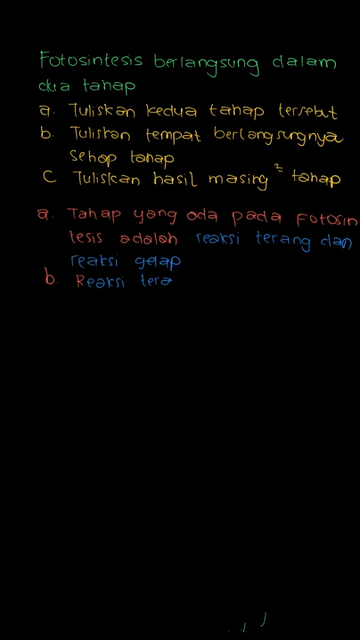 Fotosintesis berlangsung dalam
dua tahap
a. Tuliskan kedua tahap tersebut
b. Tuliskan tempat berlangsungnya
setiap tahap
C Tuliskan hasil masing² tahap
a. Tahap yang ada pada Fotosin
tesis adalah reaksi terang dan
reaksi gelap
b. Reaksi tera